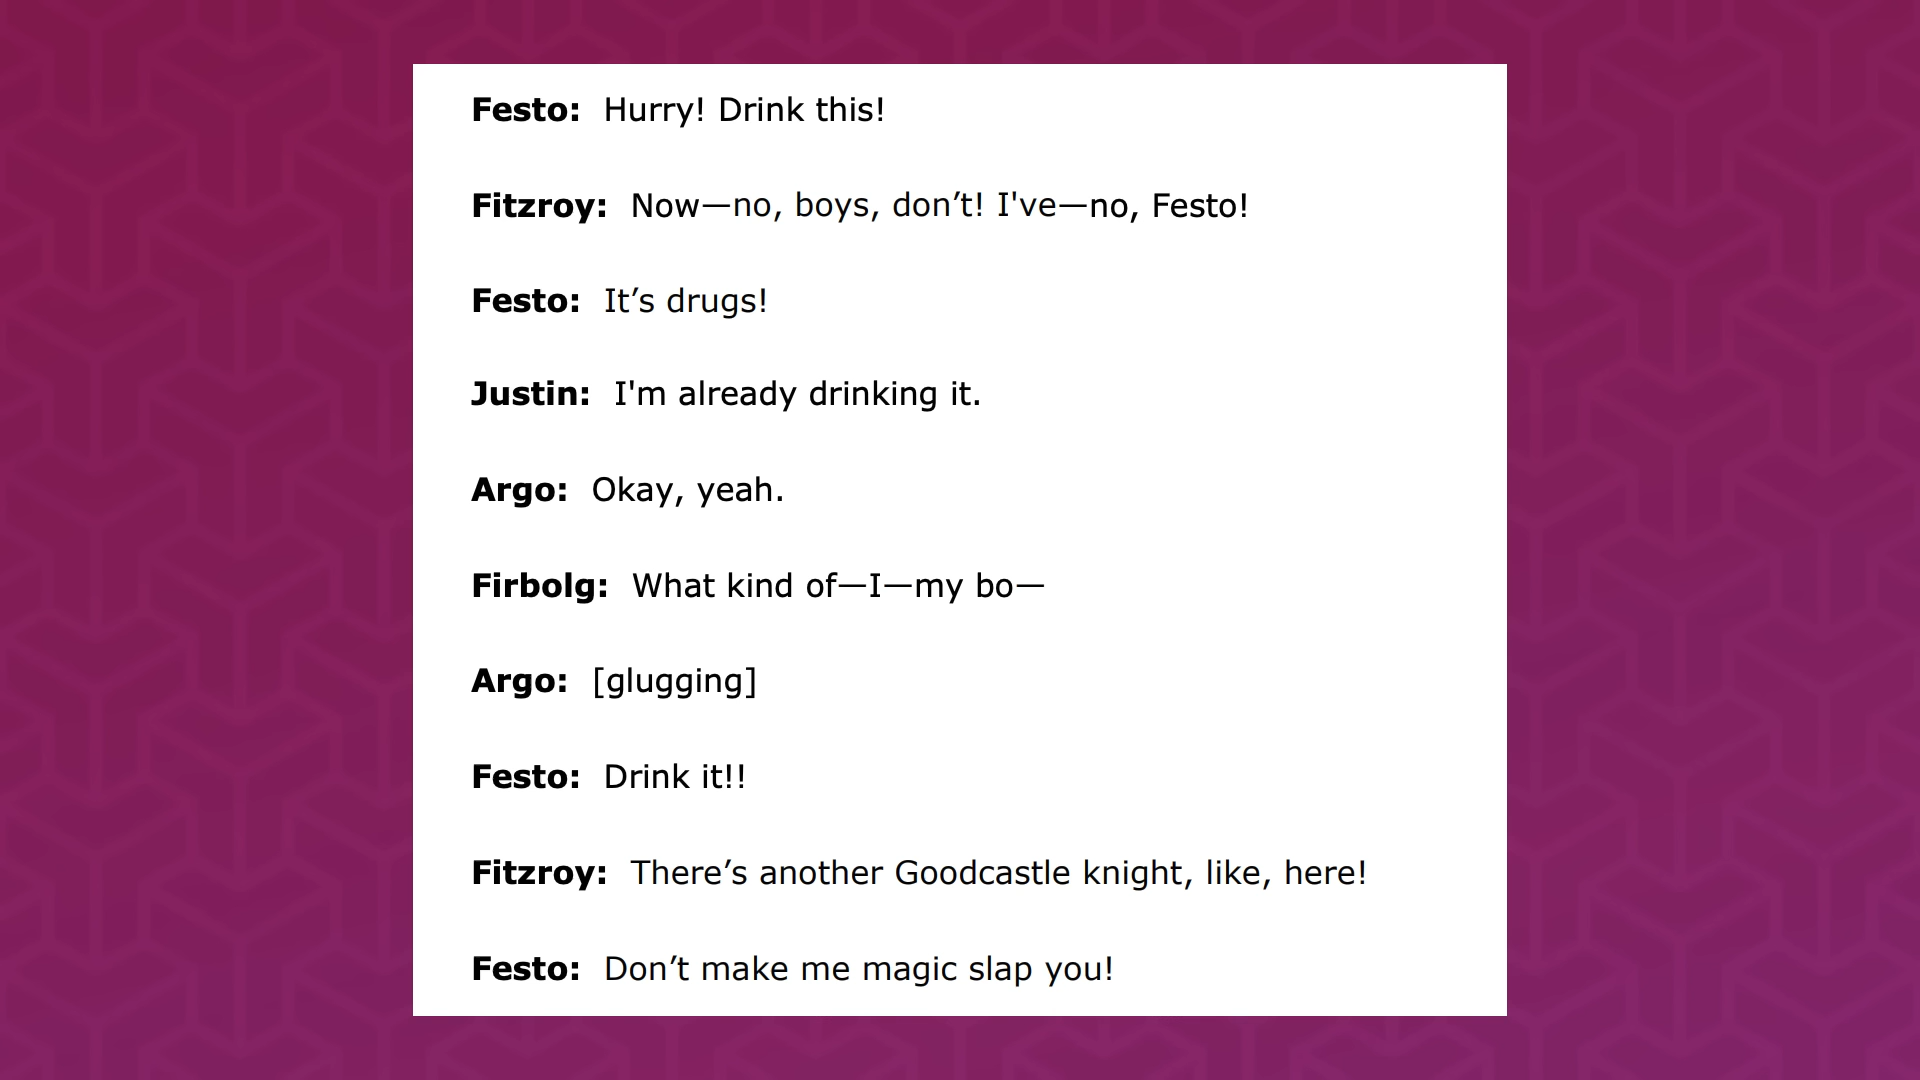 Festo: Hurry! Drink this!
Fitzroy: Now—no, boys, don’t! I've—no, Festo!
Festo: It’s drugs!
Justin: I'm already drinking it.
Argo: Okay, yeah.
Firbolg: What kind of—I—my bo—
Argo: [glugging]
Festo: Drink it!!
Fitzroy: There’s another Goodcastle knight, like, here!
Festo: Don’t make me magic slap you!